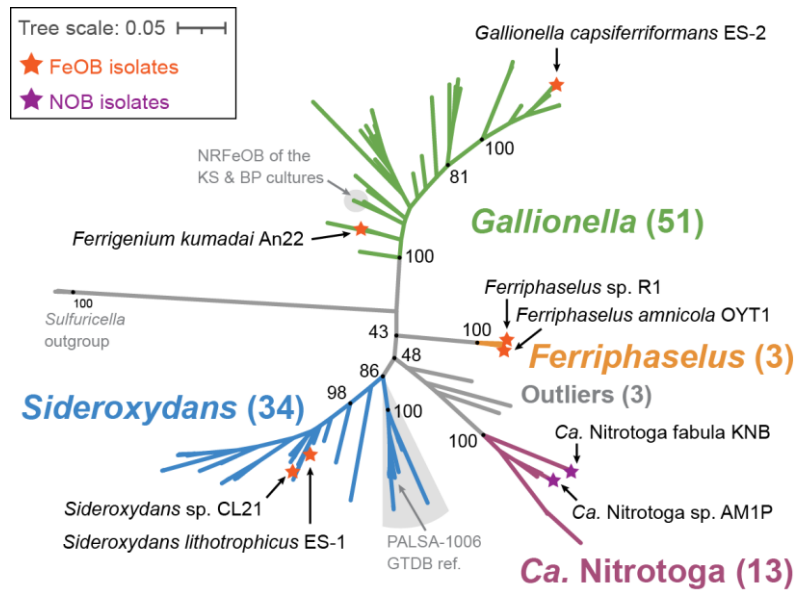 Tree scale: 0.05
FeOB isolates
NOB isolates
Gallionella capsiferriformans ES-2
100
81
NRFeOB of the
KS & BP cultures
Gallionella (51)
Ferrigenium kumadai An22
100
Ferriphaselus sp. R1
Ferriphaselus amnicola OYT1
100
Sulfuricella
outgroup
43
100
Ferriphaselus (3)
48
86
Outliers (3)
98
Sideroxydans (34)
100
100
Ca. Nitrotoga fabula KNB
Sideroxydans sp. CL21
Ca. Nitrotoga sp. AM1P
Sideroxydans lithotrophicus ES-1
PALSA-1006
GTDB ref.
Ca. Nitrotoga (13)